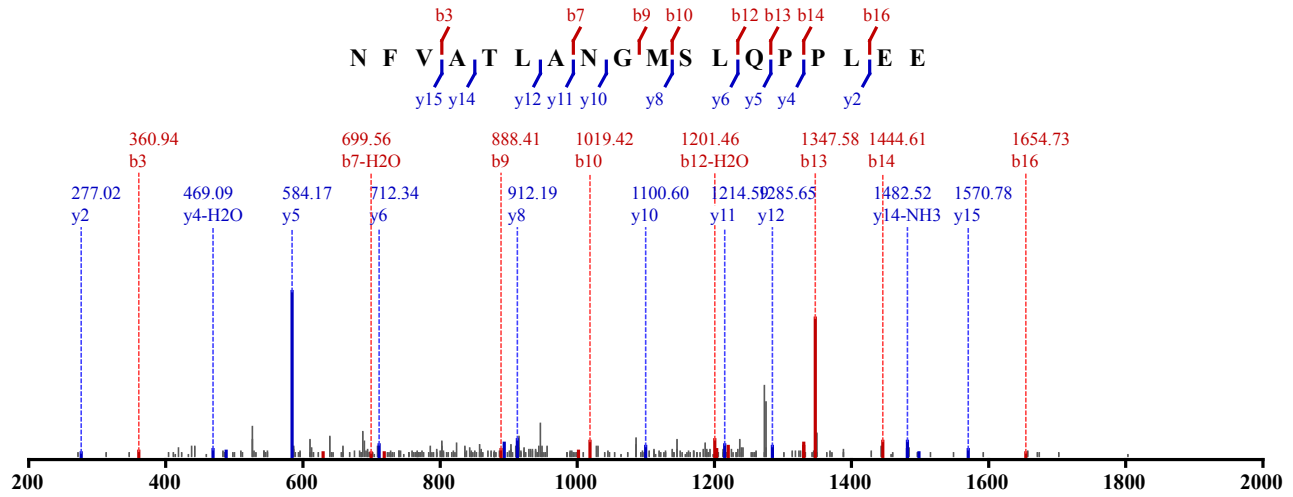 b3 b7 b9 b10 b12 b13 b14 b16
N F V A T L A N G M S L Q P P L E E
y15 y14 y12 y11 y10 y8 y6 y5 y4 y2
360.94 699.56 888.41 1019.42 1201.46 1347.58 1444.61 1654.73
b3 b7-H2O b9 b10 b12-H2O b13 b14 b16
277.02 469.09 584.17 712.34 912.19 1100.60 1214.59 1285.65 1482.52 1570.78
y2 y4-H2O y5 y6 y8 y10 y11 y12 y14-NH3 y15
200 400 600 800 1000 1200 1400 1600 1800 2000